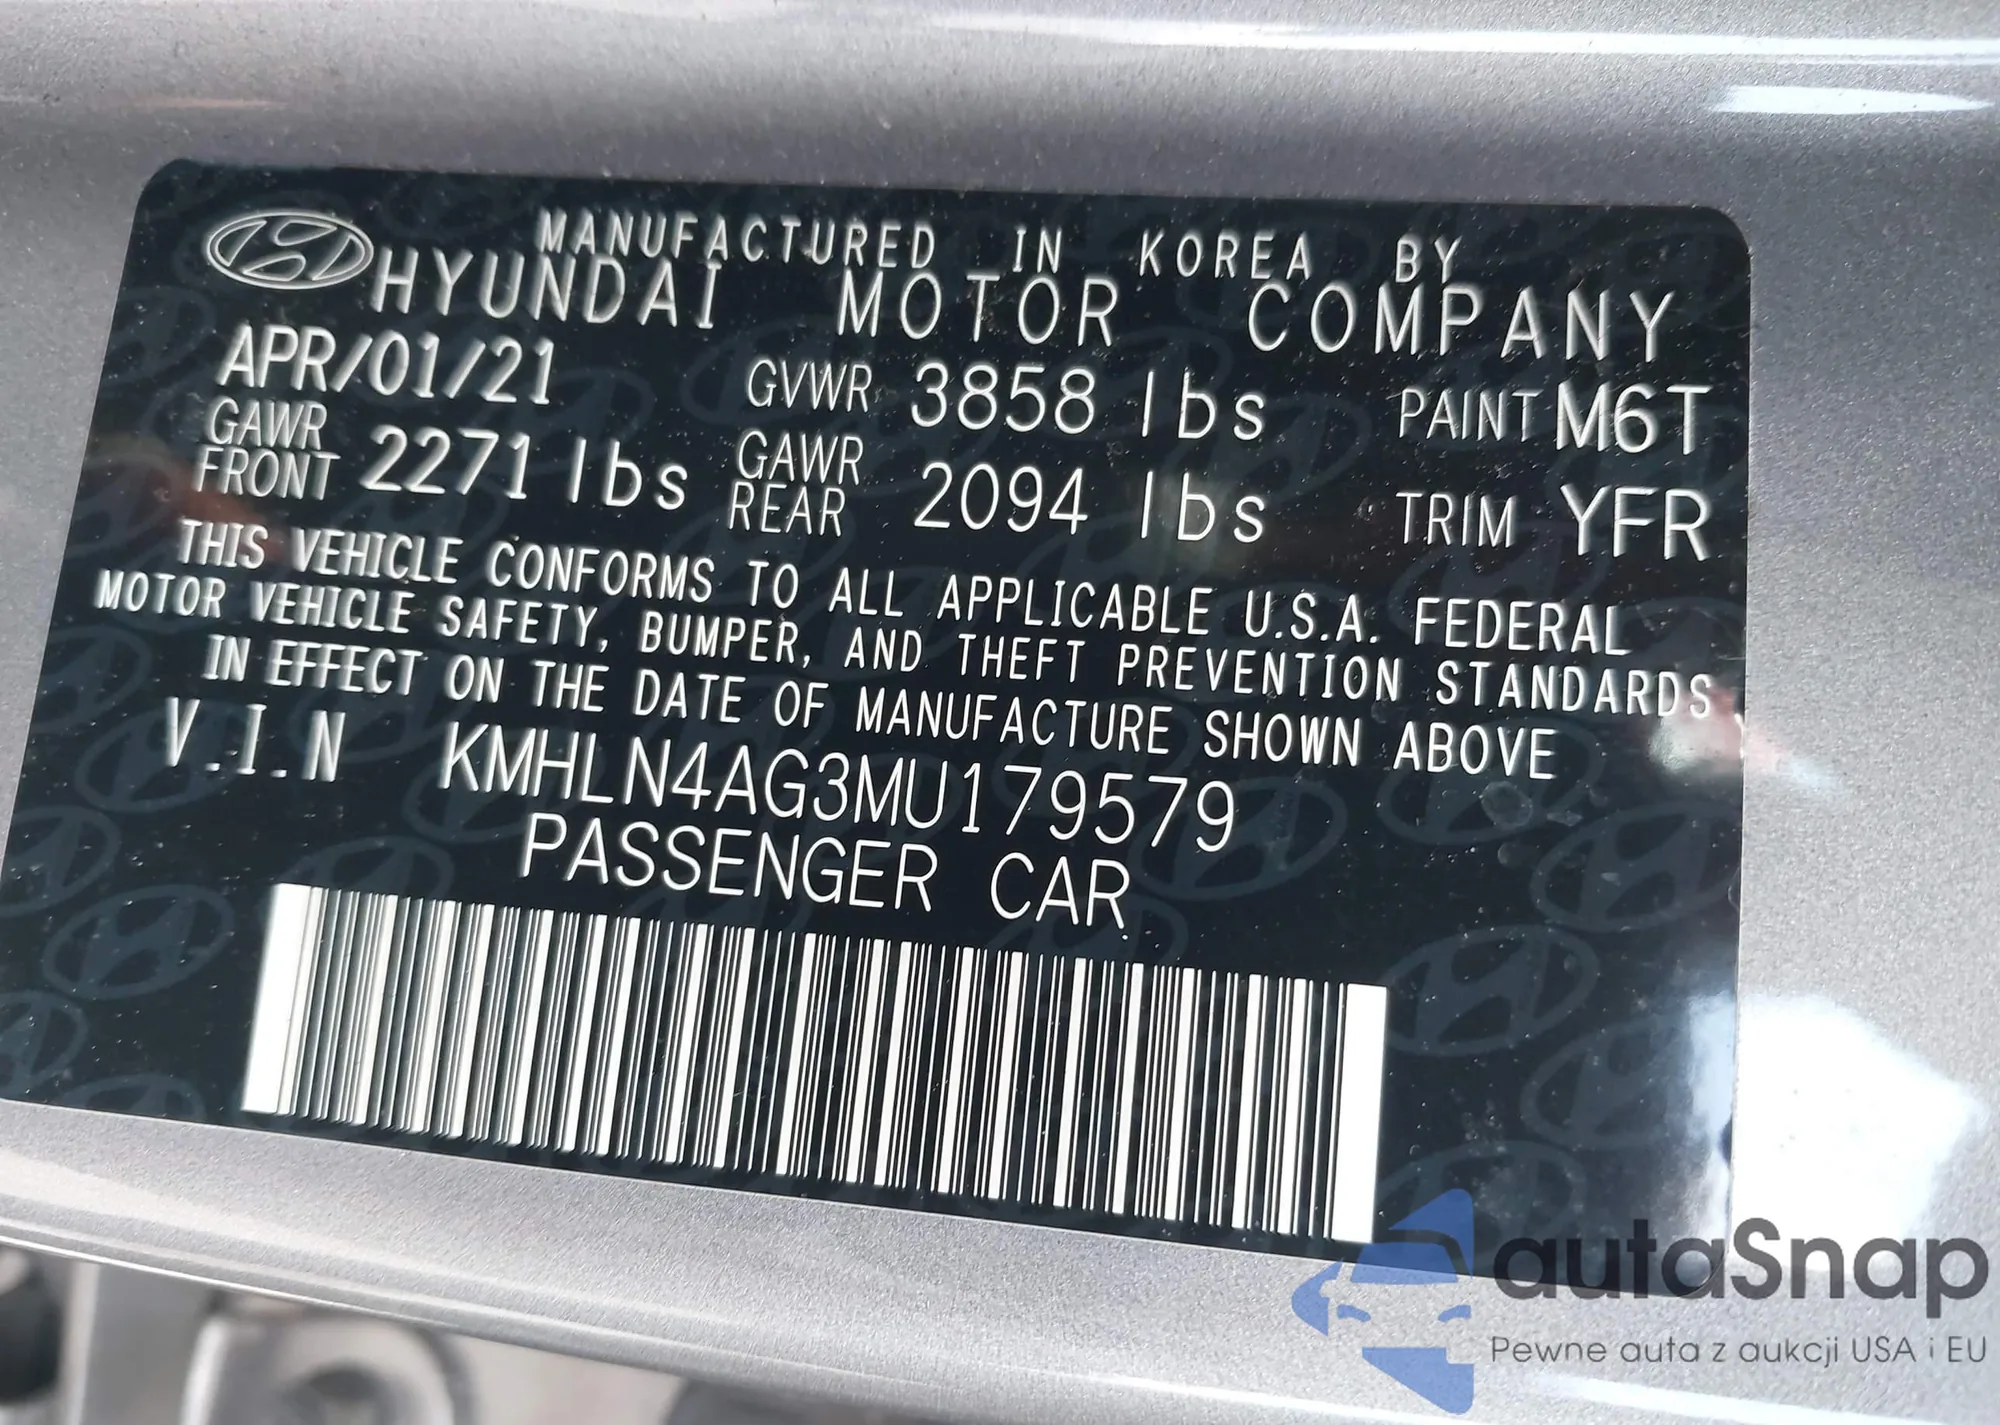 MANUFACTURED IN KOREA BY
HYUNDAI MOTOR COMPANY
APR/01/21 GVWR 3858 lbs PAINT M6T
GAWR FRONT 2271 lbs GAWR REAR 2094 lbs TRIM YFR
THIS VEHICLE CONFORMS TO ALL APPLICABLE U.S.A. FEDERAL
MOTOR VEHICLE SAFETY, BUMPER, AND THEFT PREVENTION STANDARDS
IN EFFECT ON THE DATE OF MANUFACTURE SHOWN ABOVE
V.I.N KMHLN4AG3MU179579
PASSENGER CAR
autaSnap
Pewne auta z aukcji USA i EU